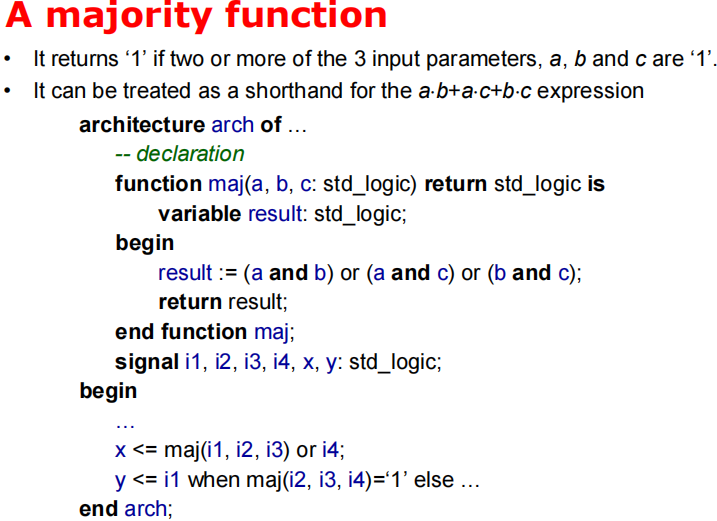 A majority function
• It returns ‘1’ if two or more of the 3 input parameters, a, b and c are ‘1’.
• It can be treated as a shorthand for the a·b+a·c+b·c expression
architecture arch of …
-- declaration
function maj(a, b, c: std_logic) return std_logic is
variable result: std_logic;
begin
result := (a and b) or (a and c) or (b and c);
return result;
end function maj;
signal i1, i2, i3, i4, x, y: std_logic;
begin
…
x <= maj(i1, i2, i3) or i4;
y <= i1 when maj(i2, i3, i4)=‘1’ else …
end arch;